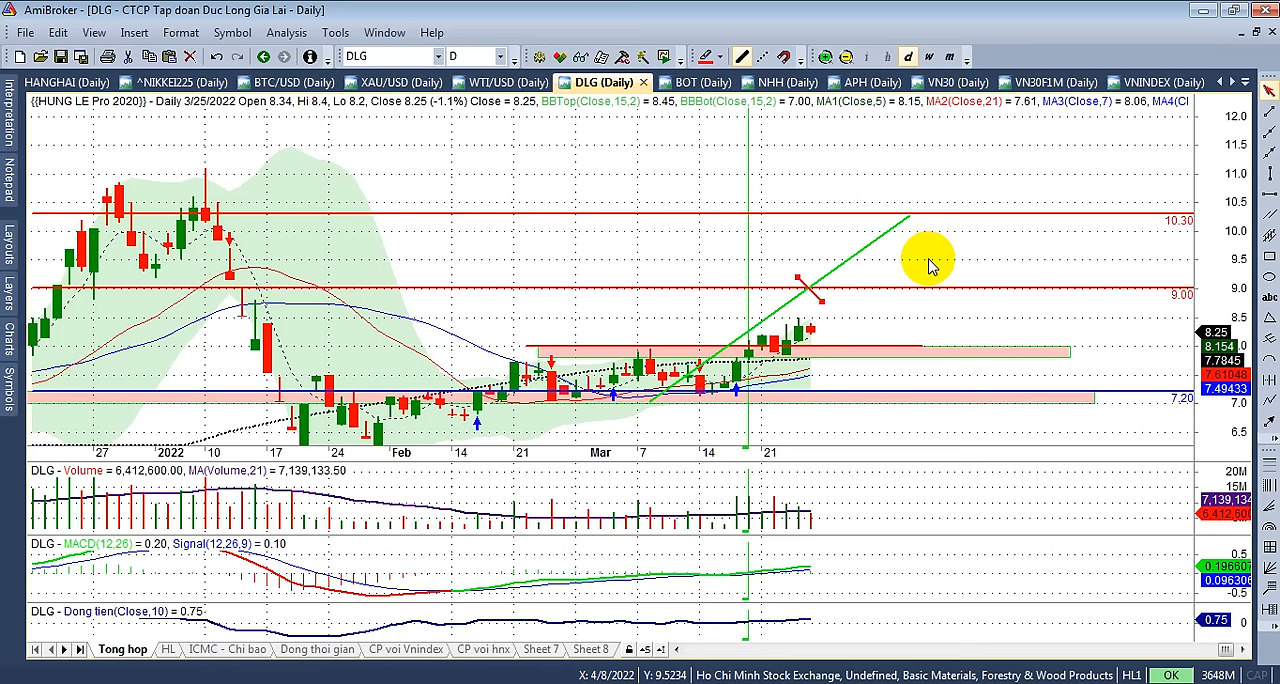 AmiBroker - [DLG - CTCP Tap doan Duc Long Gia Lai - Daily]
File Edit View Insert Format Symbol Analysis Tools Window Help
DLG D i h d w m
HANGHAI (Daily) ^NIKKEI225 (Daily) BTC/USD (Daily) XAU/USD (Daily) WTI/USD (Daily) DLG (Daily) BOT (Daily) NHH (Daily) APH (Daily) VN30 (Daily) VN30F1M (Daily) VNINDEX (Daily)
{{HUNG LE Pro 2020}} - Daily 3/25/2022 Open 8.34, Hi 8.4, Lo 8.2, Close 8.25 (-1.1%) Close = 8.25, BBTop(Close,15,2) = 8.45, BBBot(Close,15,2) = 7.00, MA1(Close,5) = 8.15, MA2(Close,21) = 7.61, MA3(Close,7) = 8.06, MA4(Cl
Interpretation
Notepad
Layouts
Layers
Charts
Symbols
abc
12.0
11.5
11.0
10.5
10.30
10.0
9.5
9.0
9.00
8.5
8.25
8.154
7.7845
7.61048
7.49433
7.20
7.0
6.5
27 2022 10 17 24 Feb 14 21 Mar 7 14 21
DLG - Volume = 6,412,600.00, MA(Volume,21) = 7,139,133.50
20M
15M
7,139,134
6,412,600
DLG - MACD(12,26) = 0.20, Signal(12,26,9) = 0.10
0.5
0.196607
0.096306
-0.5
DLG - Dong tien(Close,10) = 0.75
0.75 0
Tong hop HL ICMC - Chi bao Dong thoi gian CP voi Vnindex CP voi hnx Sheet 7 Sheet 8
X: 4/8/2022 Y: 9.5234 Ho Chi Minh Stock Exchange, Undefined, Basic Materials, Forestry & Wood Products HL1 OK 3648M CAP